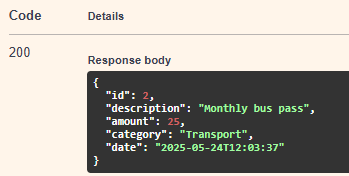 Code Details
200
Response body
{
  "id": 2,
  "description": "Monthly bus pass",
  "amount": 25,
  "category": "Transport",
  "date": "2025-05-24T12:03:37"
}